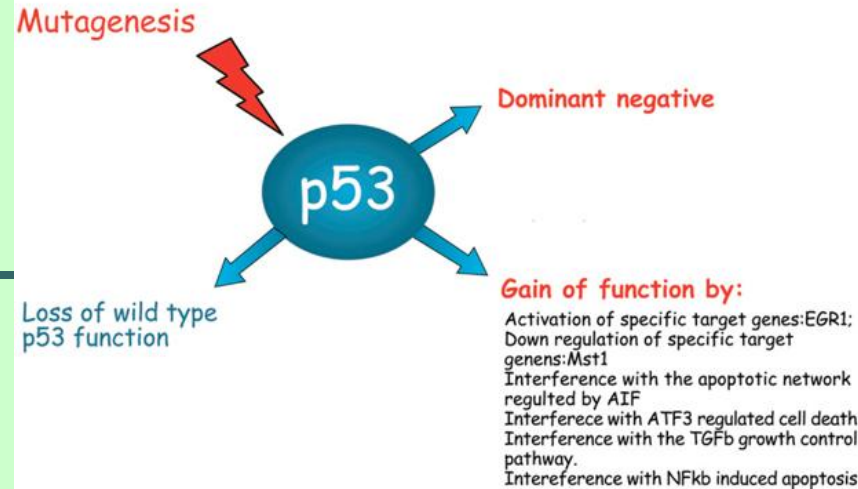 Mutagenesis
Dominant negative
p53
Loss of wild type
p53 function
Gain of function by:
Activation of specific target genes:EGR1;
Down regulation of specific target
genens:Mst1
Interference with the apoptotic network
regulted by AIF
Interferece with ATF3 regulated cell death
Interference with the TGFb growth control
pathway.
Intereference with NFkb induced apoptosis